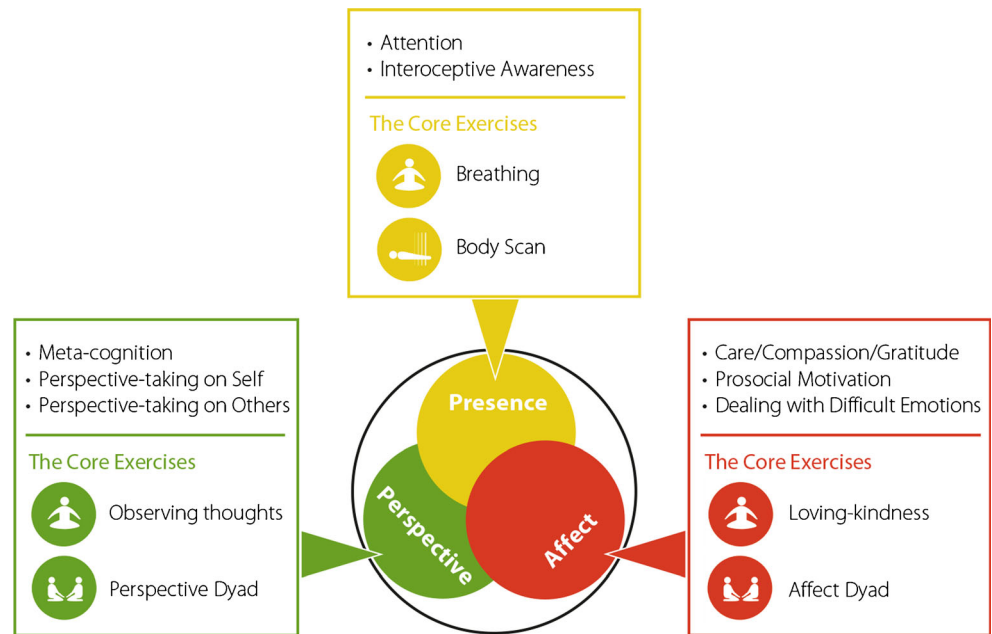 • Attention
• Interoceptive Awareness
The Core Exercises
Breathing
Body Scan
• Meta-cognition
• Perspective-taking on Self
• Perspective-taking on Others
The Core Exercises
Observing thoughts
Perspective Dyad
Presence
Perspective
Affect
• Care/Compassion/Gratitude
• Prosocial Motivation
• Dealing with Difficult Emotions
The Core Exercises
Loving-kindness
Affect Dyad